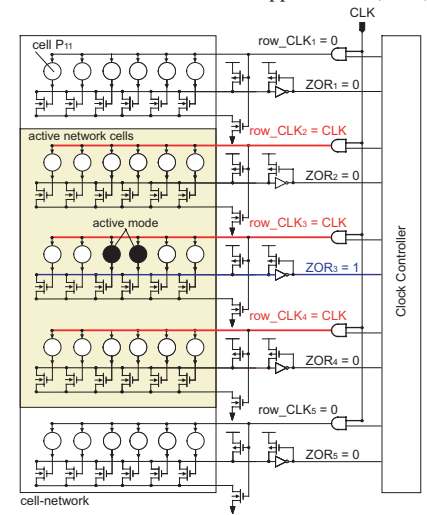 CLK
cell P11
row_CLK1 = 0
ZOR1 = 0
active network cells
row_CLK2 = CLK
ZOR2 = 0
active mode
row_CLK3 = CLK
ZOR3 = 1
Clock Controller
row_CLK4 = CLK
ZOR4 = 0
row_CLK5 = 0
ZOR5 = 0
cell-network